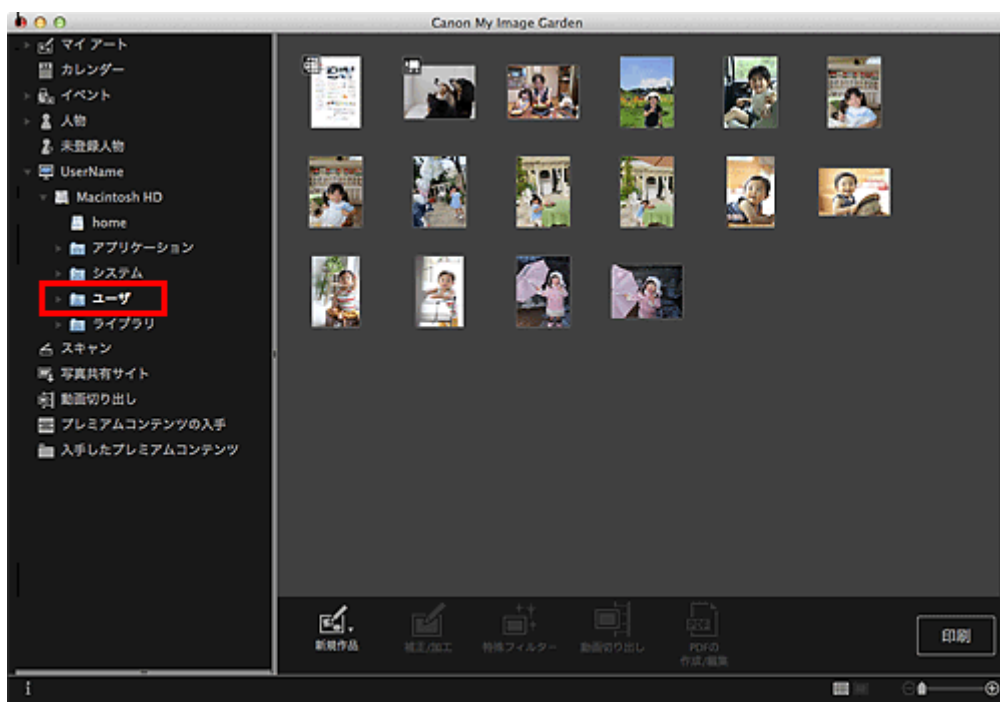 Canon My Image Garden
マイ アート
カレンダー
イベント
人物
未登録人物
UserName
Macintosh HD
home
アプリケーション
システム
ユーザ
ライブラリ
スキャン
写真共有サイト
動画切り出し
プレミアムコンテンツの入手
入手したプレミアムコンテンツ
新規作品
補正/加工
特殊フィルター
動画切り出し
PDFの
作成/編集
印刷